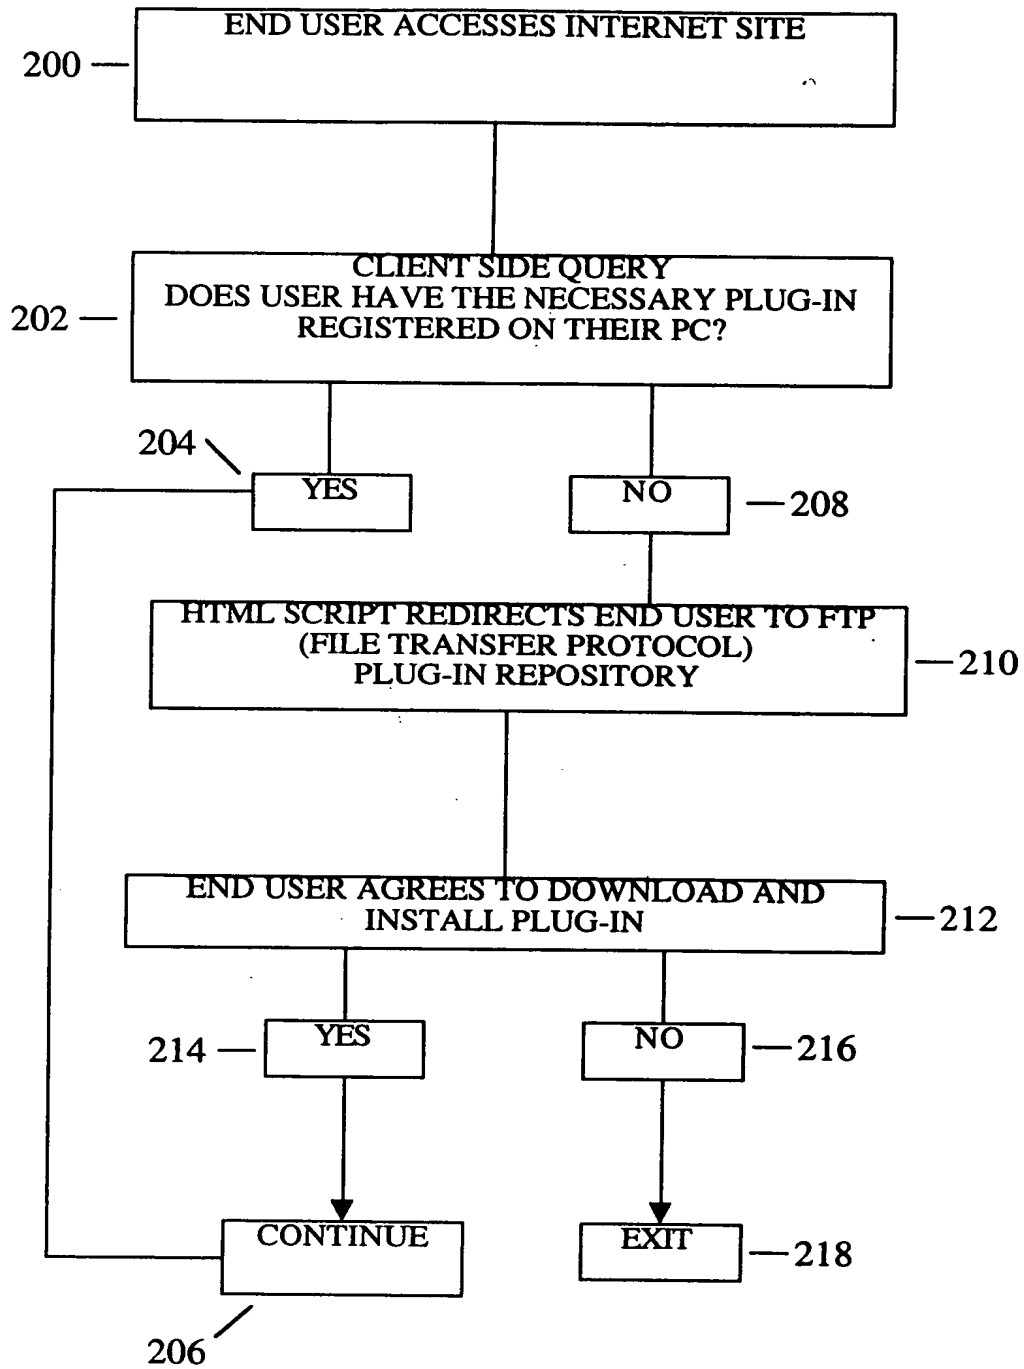 END USER ACCESSES INTERNET SITE
200
CLIENT SIDE QUERY
DOES USER HAVE THE NECESSARY PLUG-IN
REGISTERED ON THEIR PC?
202
204
YES
NO
208
HTML SCRIPT REDIRECTS END USER TO FTP
(FILE TRANSFER PROTOCOL)
PLUG-IN REPOSITORY
210
END USER AGREES TO DOWNLOAD AND
INSTALL PLUG-IN
212
214
YES
NO
216
CONTINUE
EXIT
218
206